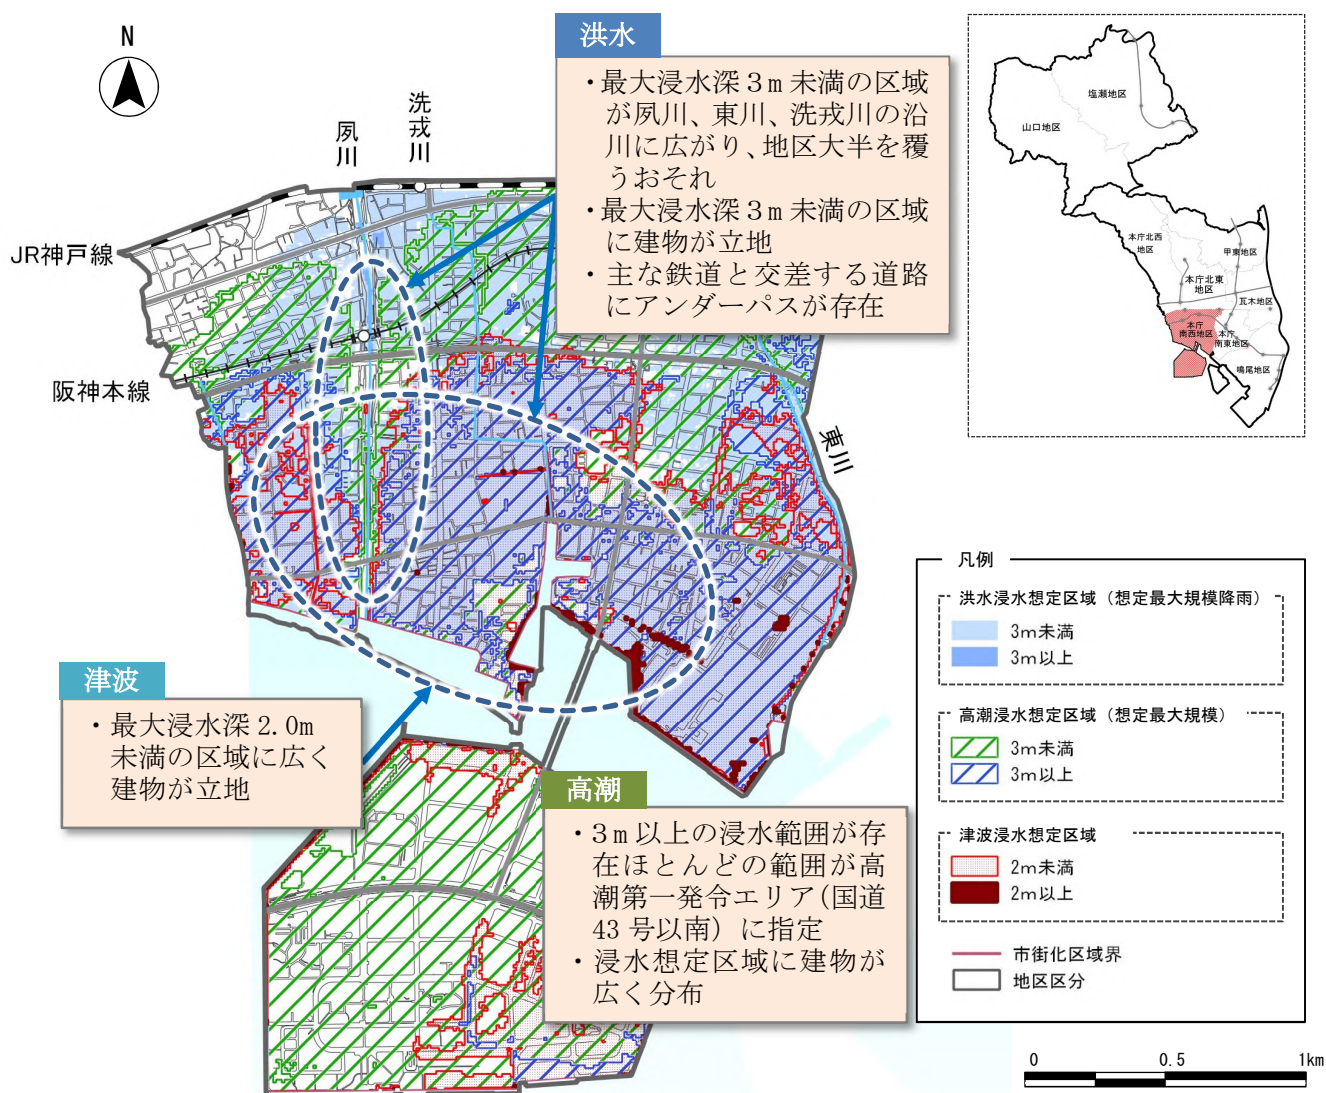 N
洪水
・最大浸水深３m 未満の区域
が夙川、東川、洗戎川の沿
川に広がり、地区大半を覆
うおそれ
・最大浸水深３m 未満の区域
に建物が立地
・主な鉄道と交差する道路
にアンダーパスが存在
塩瀬地区
山口地区
本庁北西
地区
甲東地区
本庁北東
地区
瓦木地区
本庁
南西地区
本庁
南東地区
鳴尾地区
洗戎川
夙川
JR神戸線
阪神本線
東川
津波
・最大浸水深 2.0m
未満の区域に広く
建物が立地
高潮
・３m 以上の浸水範囲が存
在ほとんどの範囲が高
潮第一発令エリア(国道
43 号以南) に指定
・浸水想定区域に建物が
広く分布
凡例
洪水浸水想定区域（想定最大規模降雨）
3m未満
3m以上
高潮浸水想定区域（想定最大規模）
3m未満
3m以上
津波浸水想定区域
2m未満
2m以上
市街化区域界
地区区分
0 0.5 1km